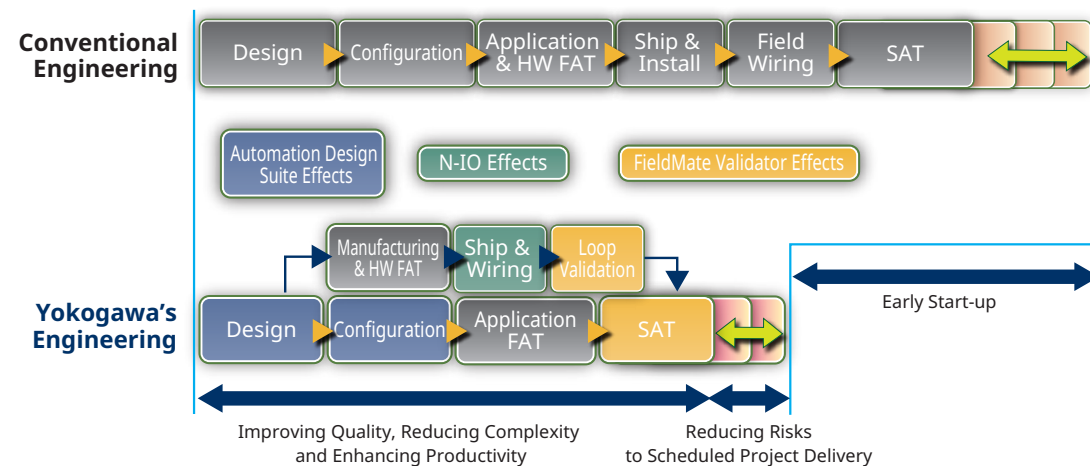 Conventional
Engineering
Design
Configuration
Application
& HW FAT
Ship &
Install
Field
Wiring
SAT
Automation Design
Suite Effects
N-IO Effects
FieldMate Validator Effects
Manufacturing
& HW FAT
Ship &
Wiring
Loop
Validation
Yokogawa's
Engineering
Design
Configuration
Application
FAT
SAT
Early Start-up
Improving Quality, Reducing Complexity
and Enhancing Productivity
Reducing Risks
to Scheduled Project Delivery